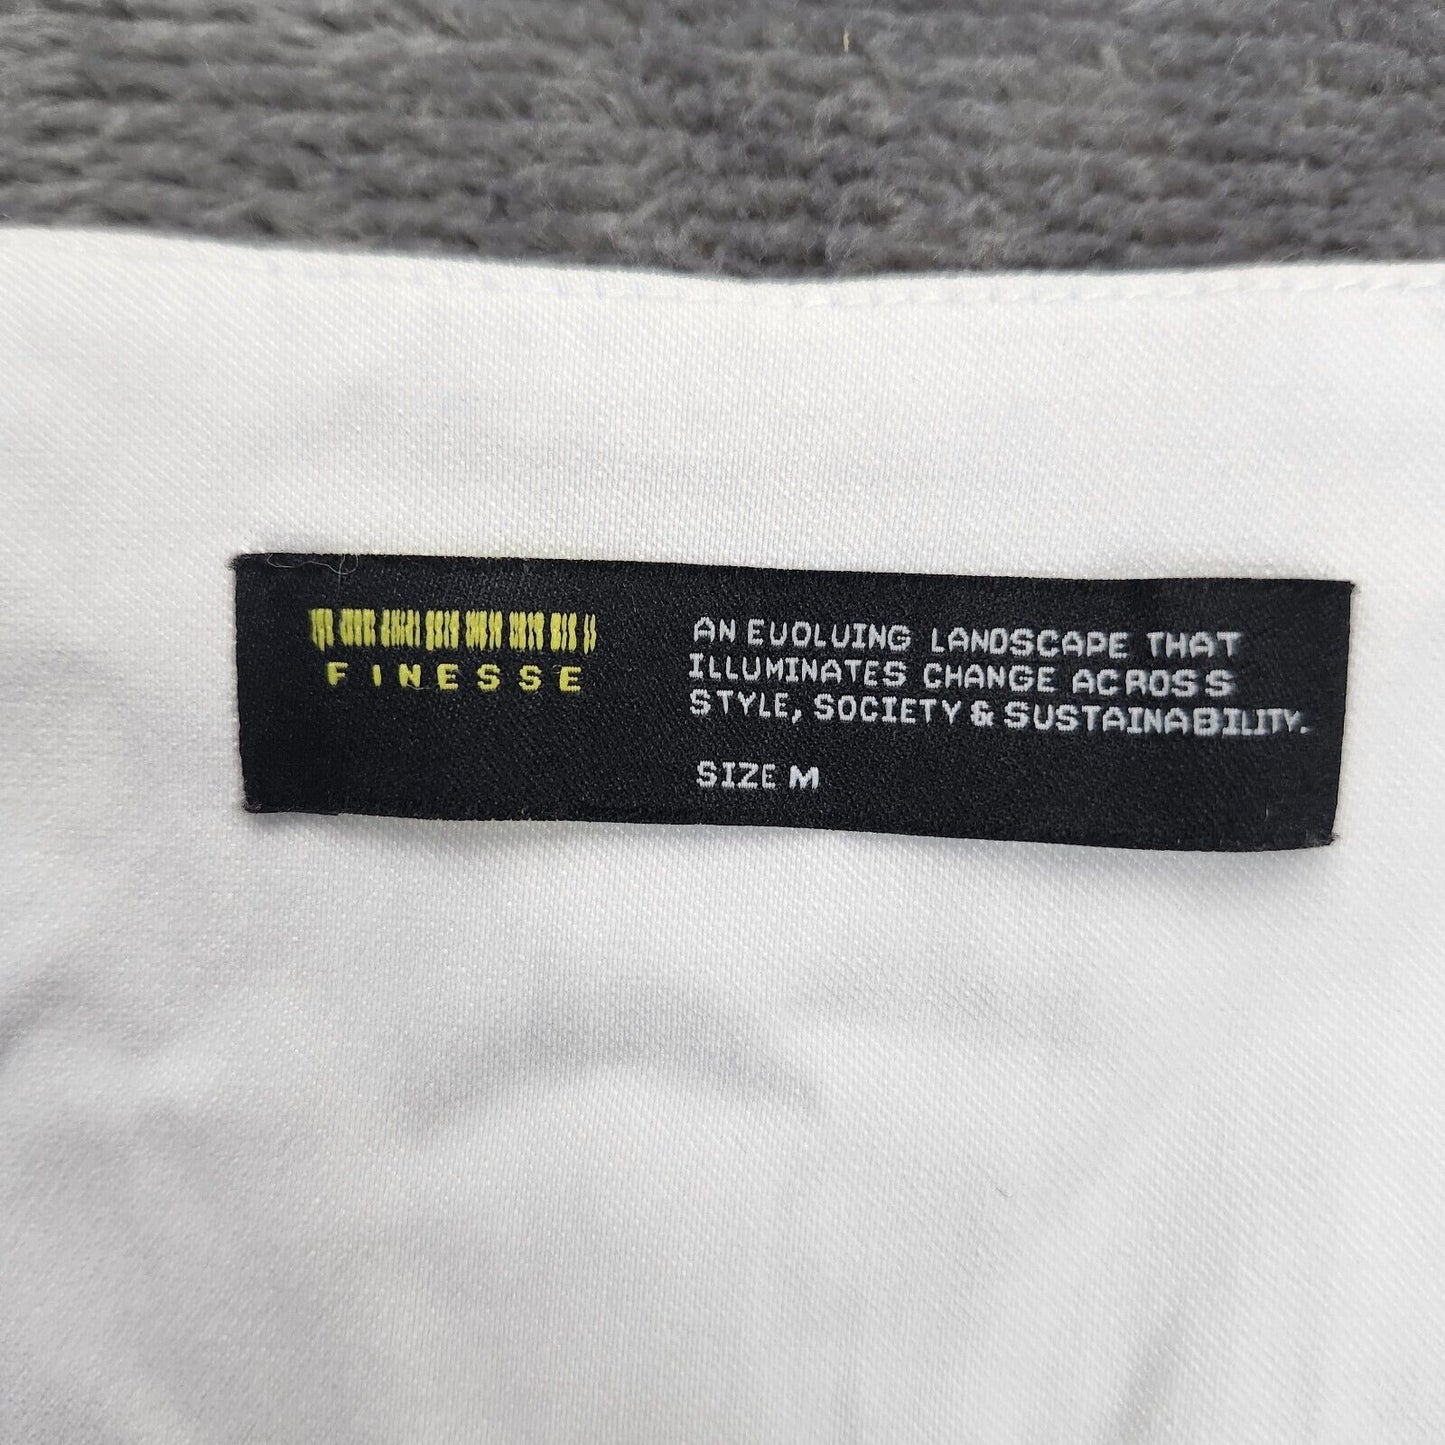 FINESSE
AN EVOLVING LANDSCAPE THAT
ILLUMINATES CHANGE ACROSS
STYLE, SOCIETY & SUSTAINABILITY.
SIZE M